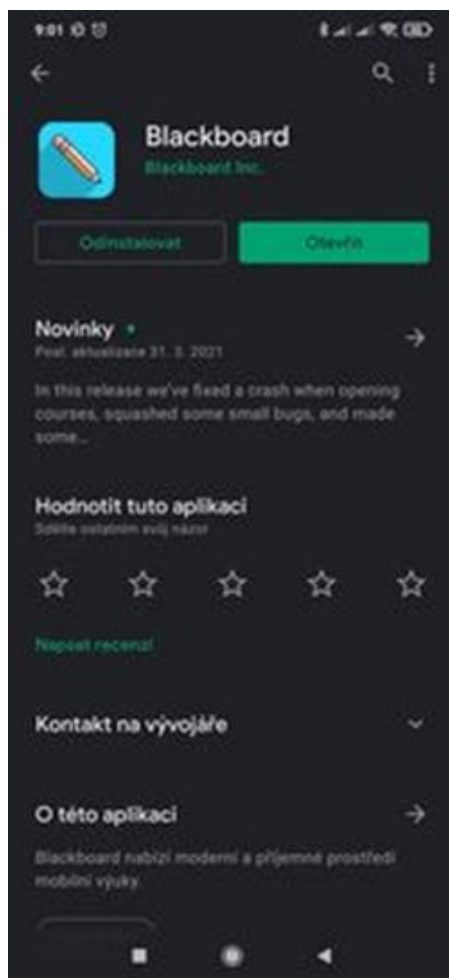 9:01
Blackboard
Blackboard Inc.
Odinstalovat
Otevřít
Novinky
Posl. aktualizace 31. 3. 2021
In this release we've fixed a crash when opening
courses, squashed some small bugs, and made
some...
Hodnotit tuto aplikaci
Sdělte ostatním svůj názor
Napsat recenzi
Kontakt na vývojáře
O této aplikaci
Blackboard nabízí moderní a příjemné prostředí
mobilní výuky.